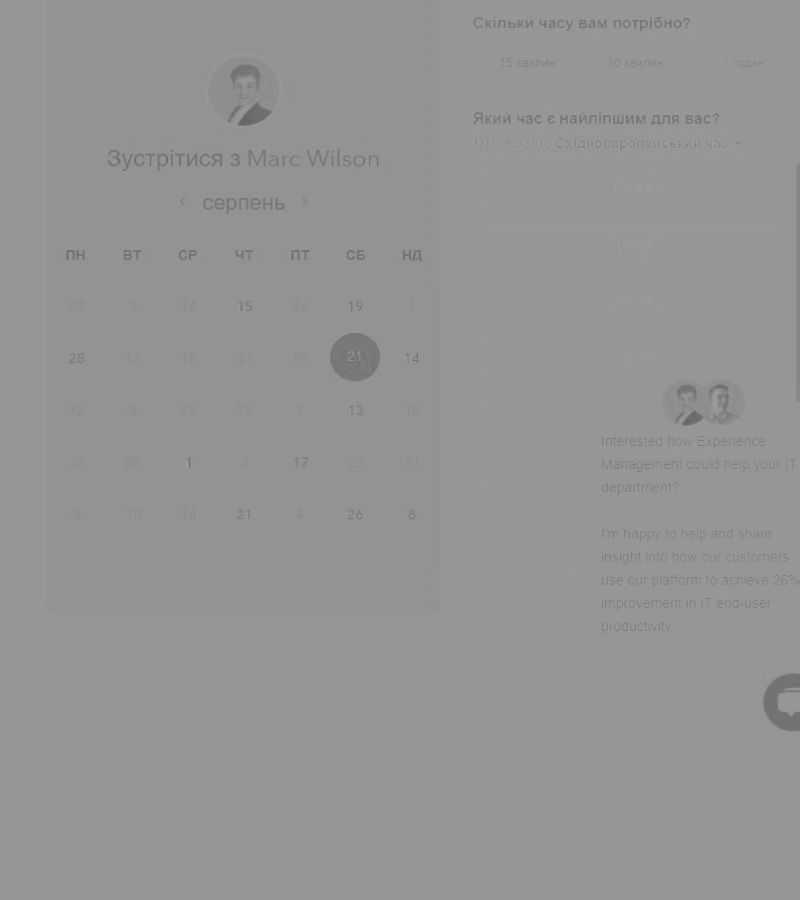 Зустрітися з Marc Wilson
‹ серпень ›
ПН ВТ СР ЧТ ПТ СБ НД
27 3 14 15 24 19 1
28 16 18 31 19 21 14
12 8 29 19 7 13 15
23 20 1 3 17 23 31
6 10 14 21 4 26 8
Скільки часу вам потрібно?
15 хвилин 30 хвилин 1 годин
Який час є найліпшим для вас?
UTC +03:00 Східноєвропейський час
Interested how Experience
Management could help your IT
department?
I'm happy to help and share
insight into how our customers
use our platform to achieve 26%
improvement in IT end-user
productivity.